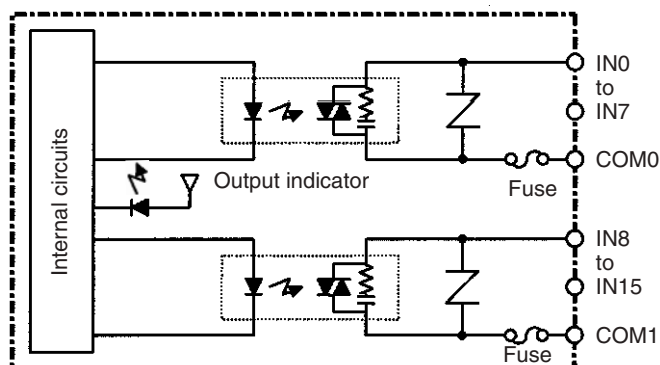 IN0
to
IN7
COM0
Fuse
Output indicator
Internal circuits
IN8
to
IN15
COM1
Fuse